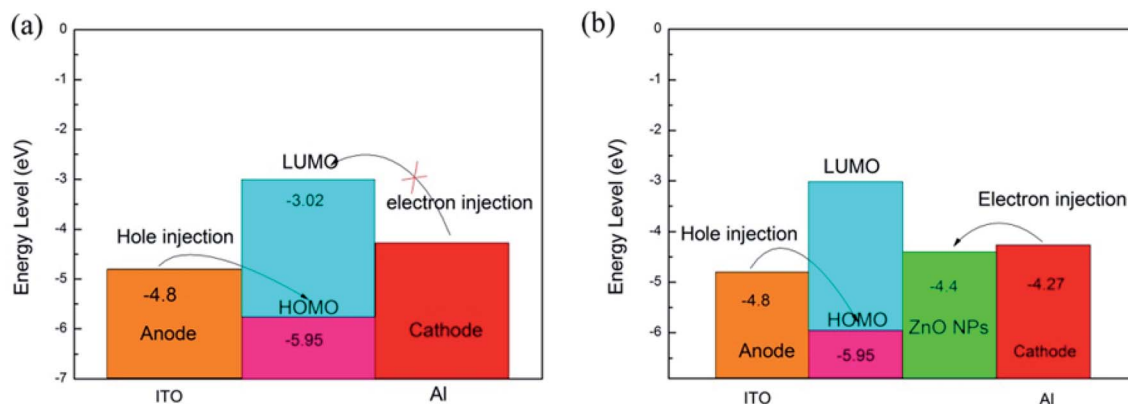 (a)
Energy Level (eV)
0
-1
-2
-3
-4
-5
-6
-7
LUMO
-3.02
electron injection
Hole injection
-4.8
Anode
HOMO
-5.95
Cathode
ITO
Al
(b)
Energy Level (eV)
0
-1
-2
-3
-4
-5
-6
LUMO
Electron injection
Hole injection
-4.8
Anode
HOMO
-5.95
-4.4
ZnO NPs
-4.27
Cathode
ITO
Al